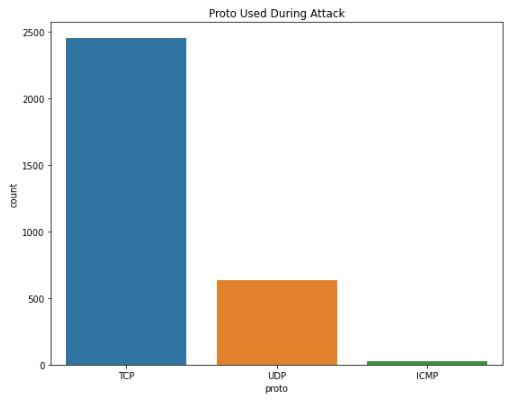 Proto Used During Attack
2500
2000
1500
1000
500
0
count
TCP UDP ICMP
proto